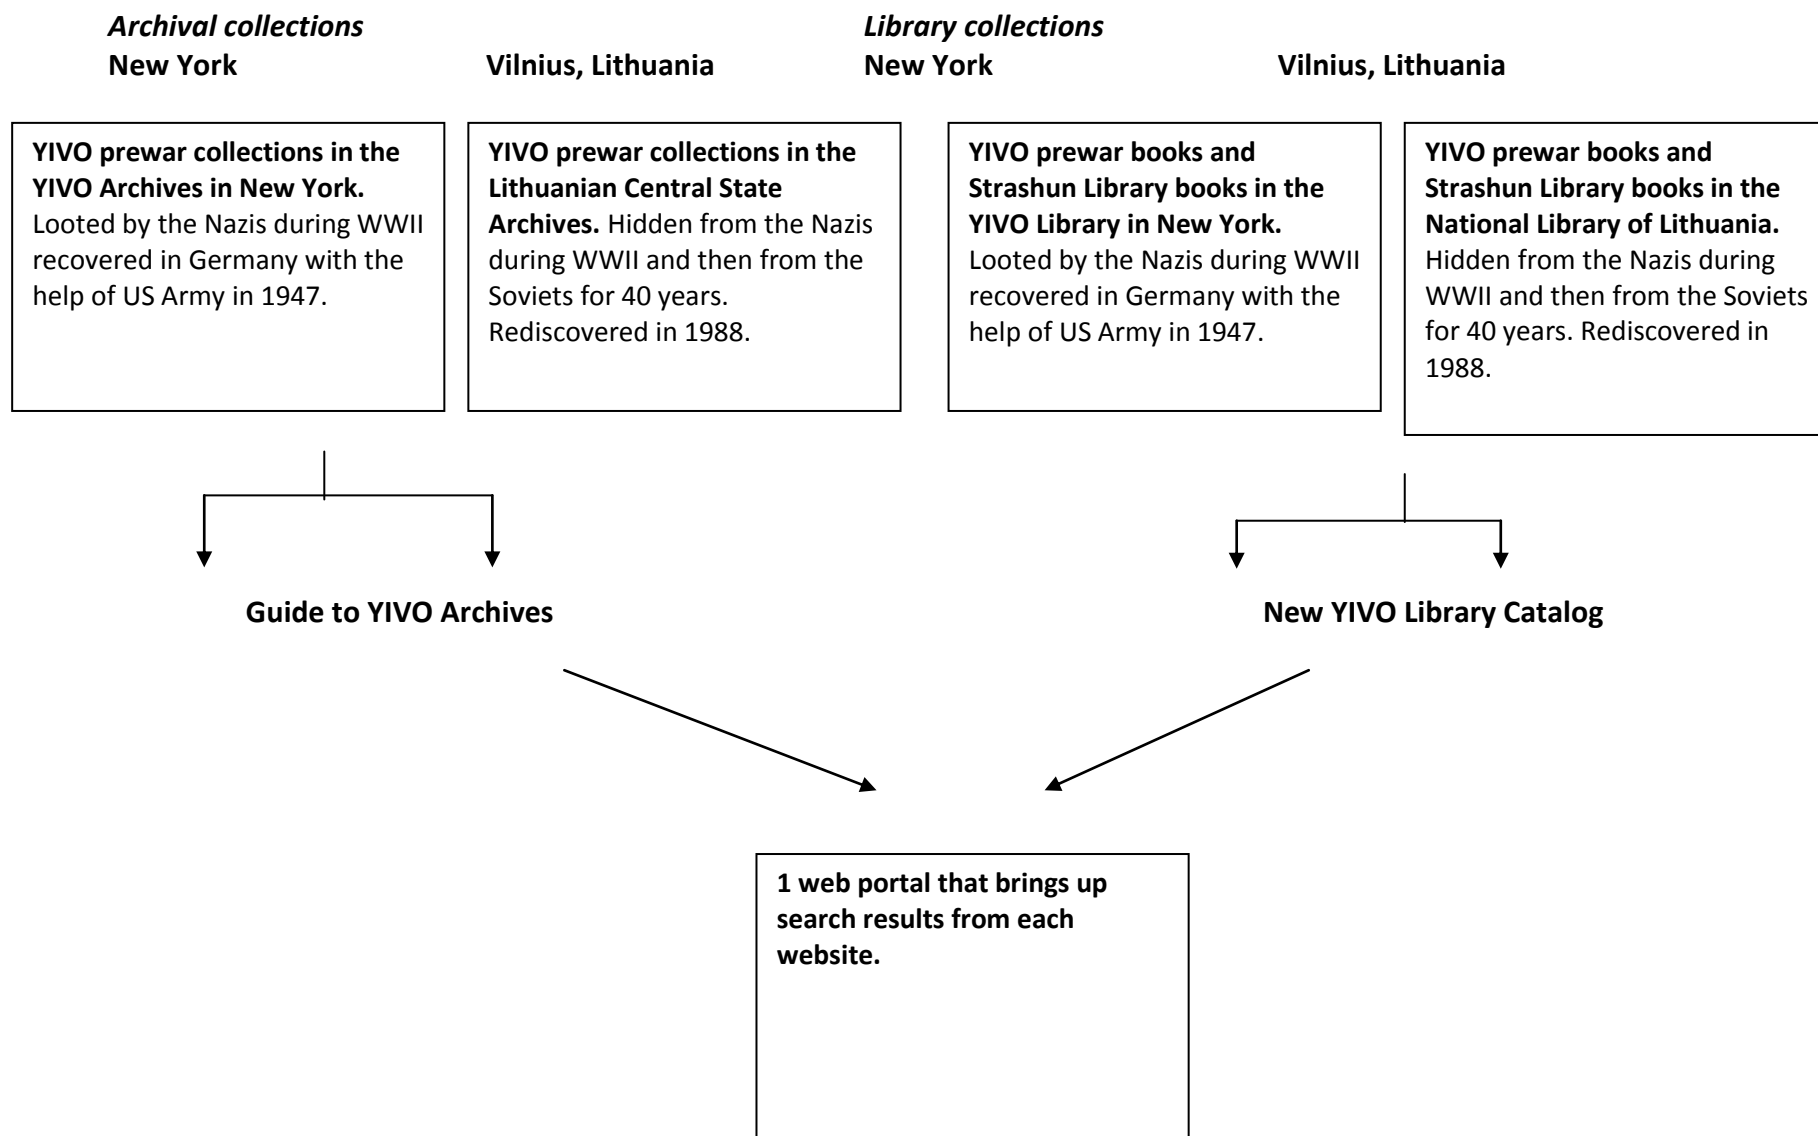 Archival collections
Library collections
New York
Vilnius, Lithuania
New York
Vilnius, Lithuania
YIVO prewar collections in the
YIVO Archives in New York.
Looted by the Nazis during WWII
recovered in Germany with the
help of US Army in 1947.
YIVO prewar collections in the
Lithuanian Central State
Archives. Hidden from the Nazis
during WWII and then from the
Soviets for 40 years.
Rediscovered in 1988.
YIVO prewar books and
Strashun Library books in the
YIVO Library in New York.
Looted by the Nazis during WWII
recovered in Germany with the
help of US Army in 1947.
YIVO prewar books and
Strashun Library books in the
National Library of Lithuania.
Hidden from the Nazis during
WWII and then from the Soviets
for 40 years. Rediscovered in
1988.
Guide to YIVO Archives
New YIVO Library Catalog
1 web portal that brings up
search results from each
website.